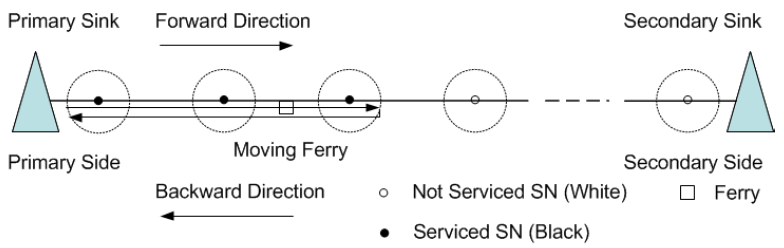 Primary Sink
Forward Direction
Secondary Sink
Moving Ferry
Primary Side
Secondary Side
Backward Direction
Not Serviced SN (White)
Ferry
Serviced SN (Black)